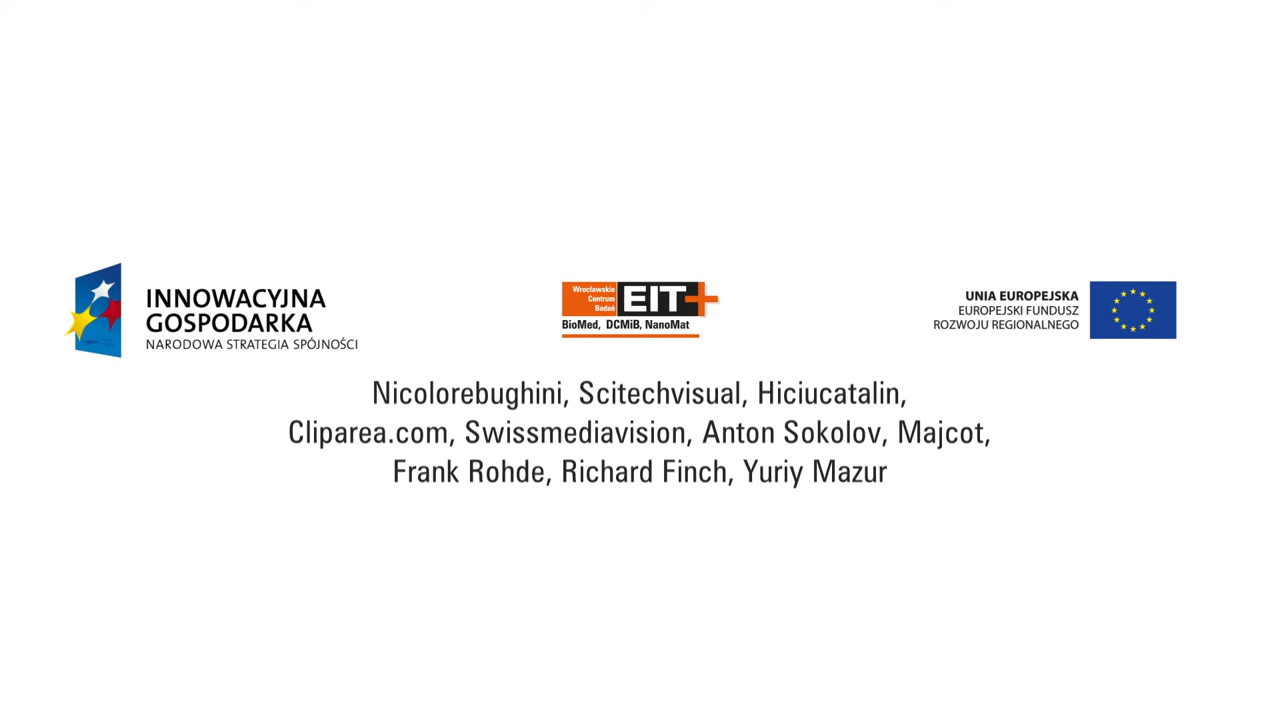 INNOWACYJNA
GOSPODARKA
NARODOWA STRATEGIA SPÓJNOŚCI
Wrocławskie
Centrum
Badań
EIT+
BioMed, DCMiB, NanoMat
UNIA EUROPEJSKA
EUROPEJSKI FUNDUSZ
ROZWOJU REGIONALNEGO
Nicolorebughini, Scitechvisual, Hiciucatalin,
Cliparea.com, Swissmediavision, Anton Sokolov, Majcot,
Frank Rohde, Richard Finch, Yuriy Mazur